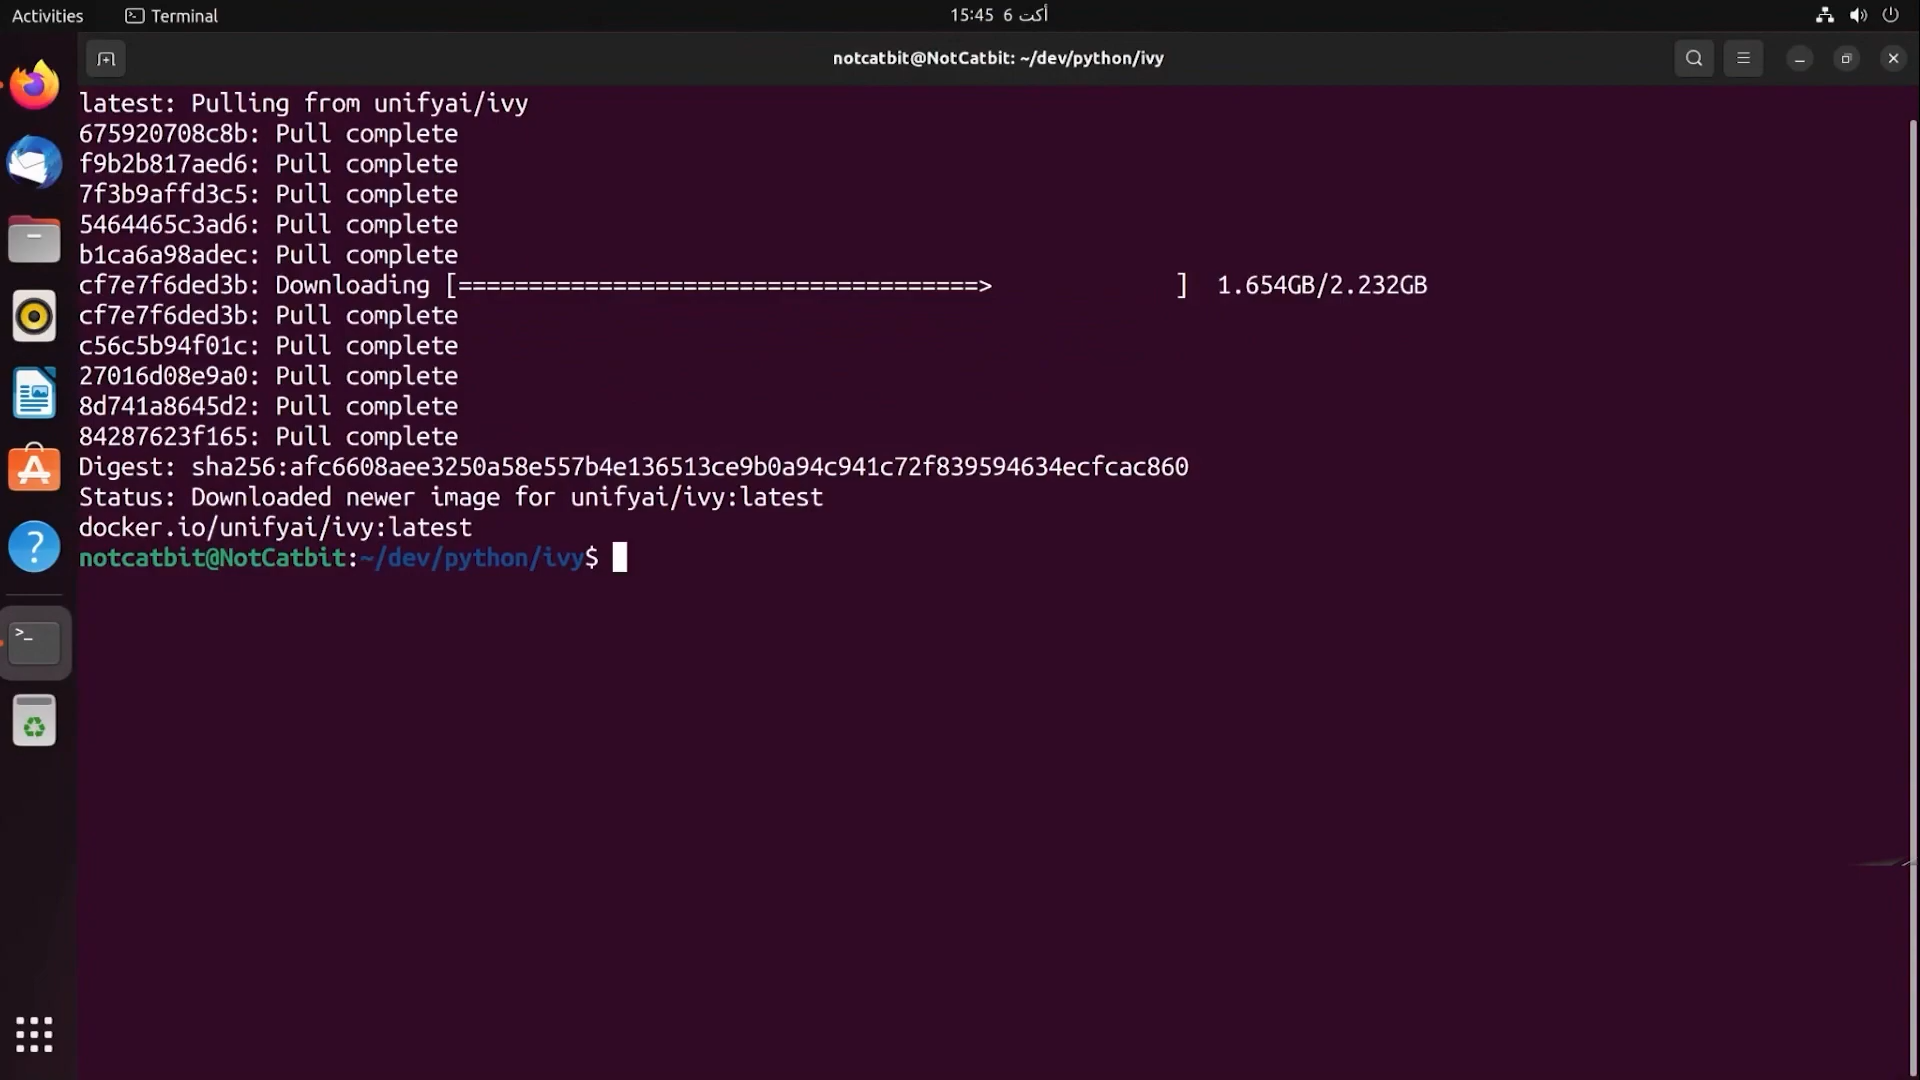 Activities
Terminal
15:45 6 أكت
notcatbit@NotCatbit: ~/dev/python/ivy
latest: Pulling from unifyai/ivy
675920708c8b: Pull complete
f9b2b817aed6: Pull complete
7f3b9affd3c5: Pull complete
5464465c3ad6: Pull complete
b1ca6a98adec: Pull complete
cf7e7f6ded3b: Downloading [=====================================>             ]  1.654GB/2.232GB
cf7e7f6ded3b: Pull complete
c56c5b94f01c: Pull complete
27016d08e9a0: Pull complete
8d741a8645d2: Pull complete
84287623f165: Pull complete
Digest: sha256:afc6608aee3250a58e557b4e136513ce9b0a94c941c72f839594634ecfcac860
Status: Downloaded newer image for unifyai/ivy:latest
docker.io/unifyai/ivy:latest
notcatbit@NotCatbit:~/dev/python/ivy$